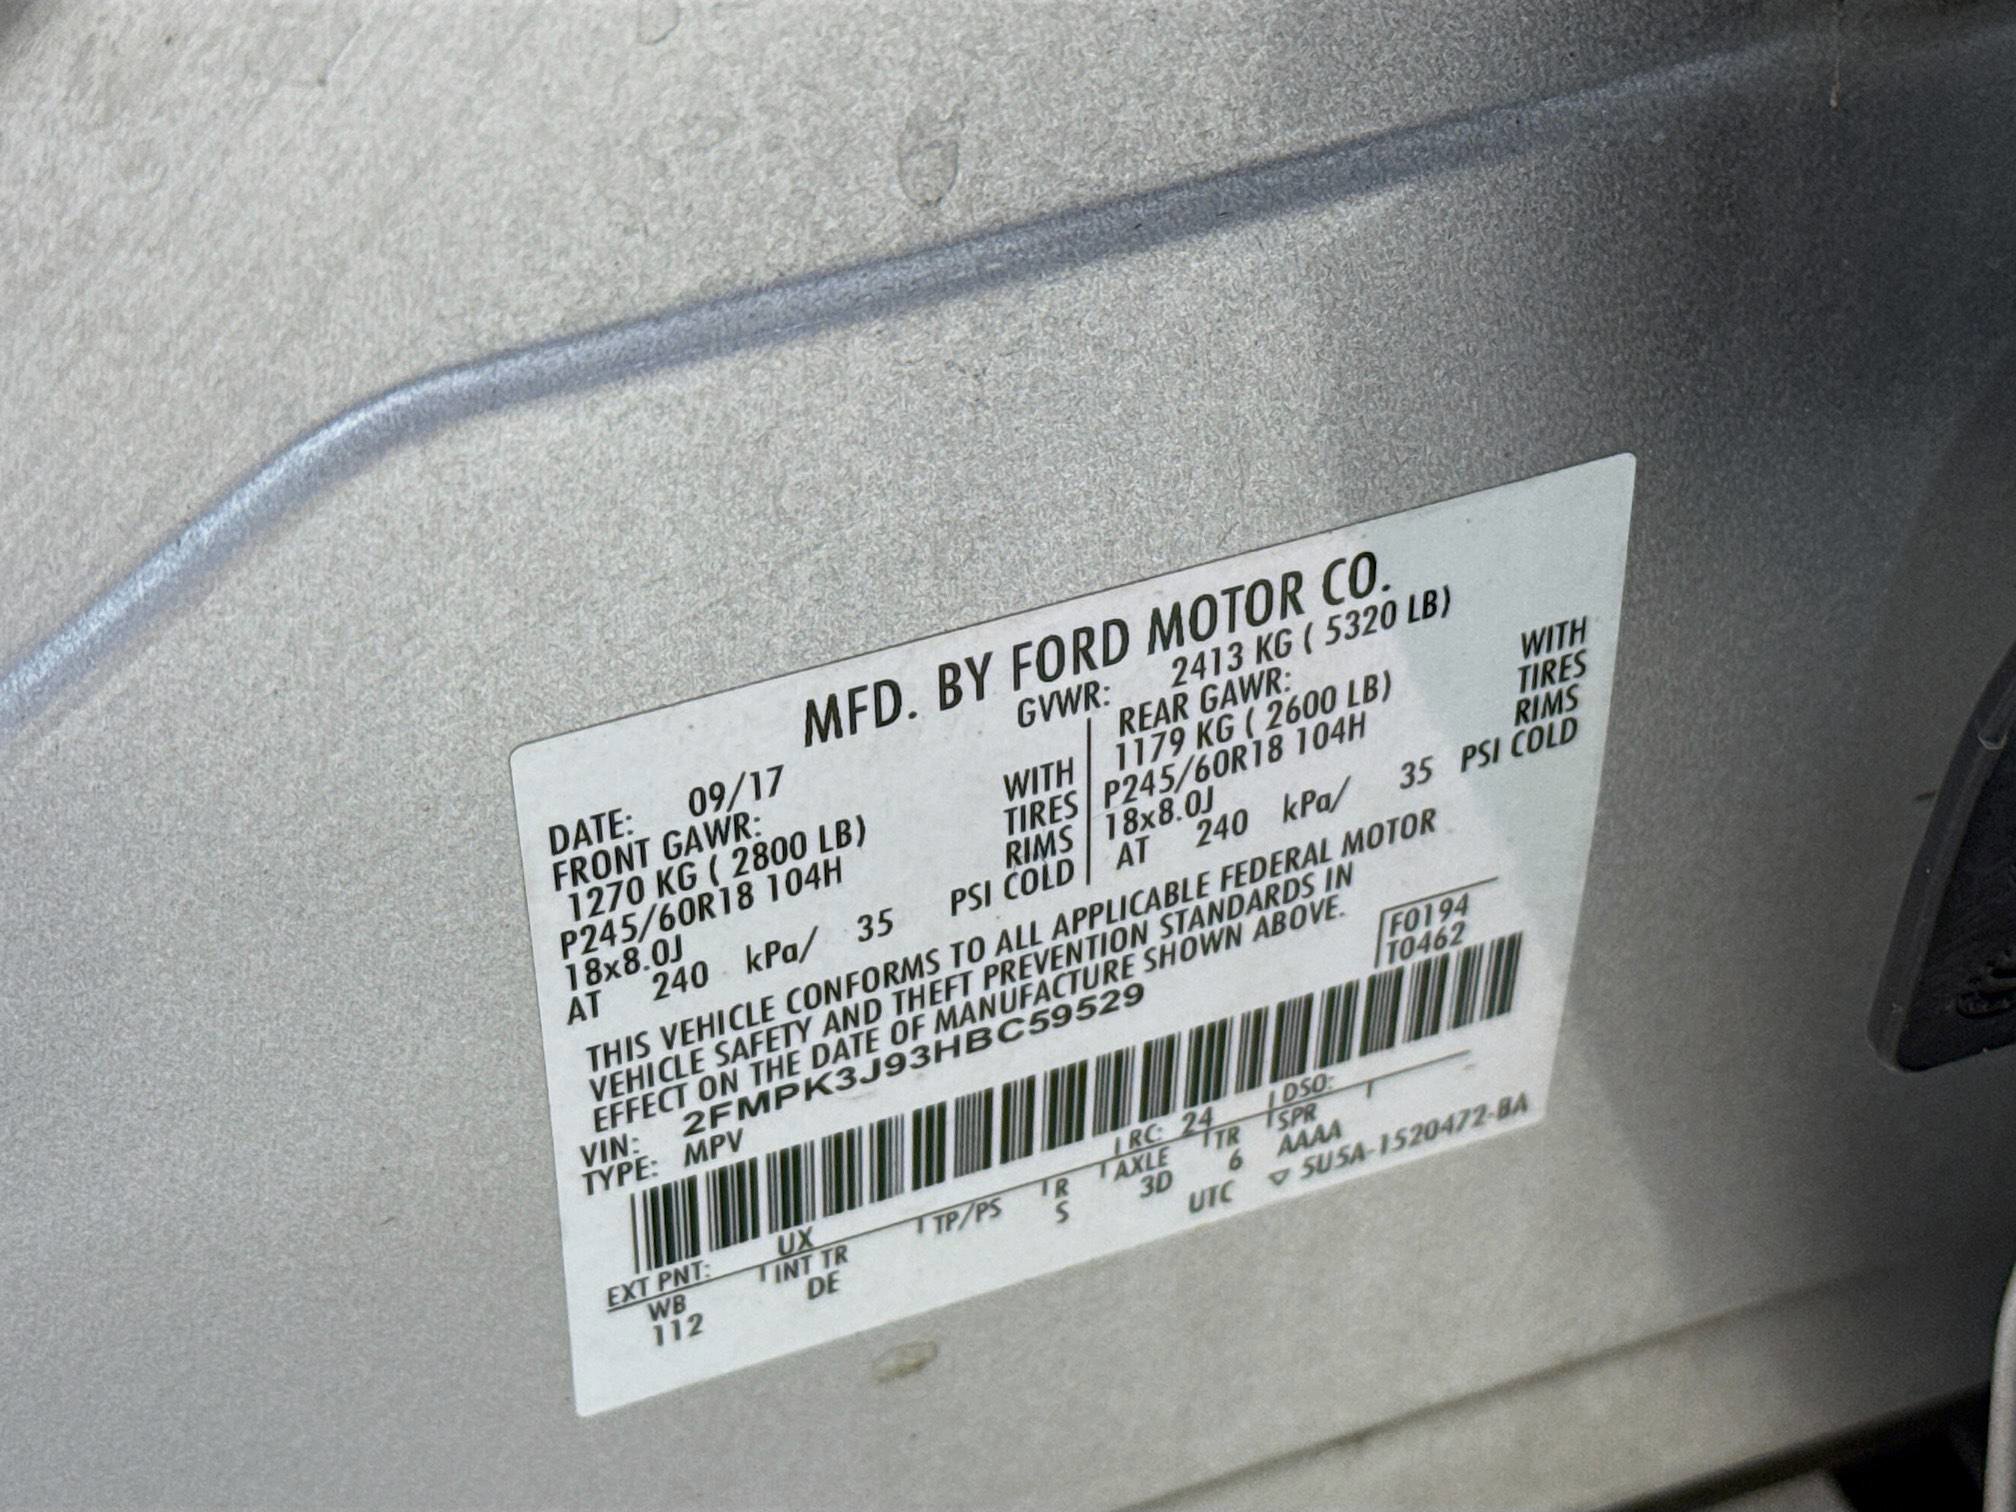 MFD. BY FORD MOTOR CO.
DATE: 09/17 GVWR: 2413 KG ( 5320 LB)
FRONT GAWR: REAR GAWR:
1270 KG ( 2800 LB) WITH 1179 KG ( 2600 LB) WITH
P245/60R18 104H TIRES P245/60R18 104H TIRES
18x8.0J RIMS 18x8.0J RIMS
AT 240 kPa/ 35 PSI COLD AT 240 kPa/ 35 PSI COLD
THIS VEHICLE CONFORMS TO ALL APPLICABLE FEDERAL MOTOR
VEHICLE SAFETY AND THEFT PREVENTION STANDARDS IN
EFFECT ON THE DATE OF MANUFACTURE SHOWN ABOVE.
VIN: 2FMPK3J93HBC59529 F0194
TYPE: MPV T0462
EXT PNT: UX RC: 24 DSO:
WB INT TR TP/PS R AXLE TR SPR
112 DE S 3D 6 AAAA
UTC ▽ 5U5A-1520472-BA